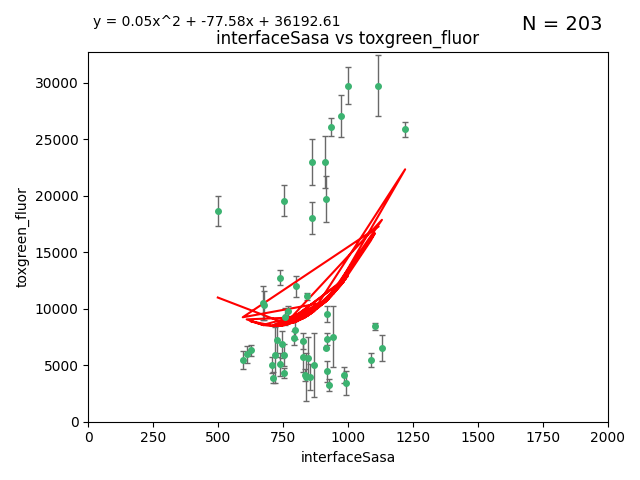 y = 0.05x^2 + -77.58x + 36192.61
N = 203
interfaceSasa vs toxgreen_fluor
30000
25000
20000
15000
10000
5000
0
toxgreen_fluor
0 250 500 750 1000 1250 1500 1750 2000
interfaceSasa